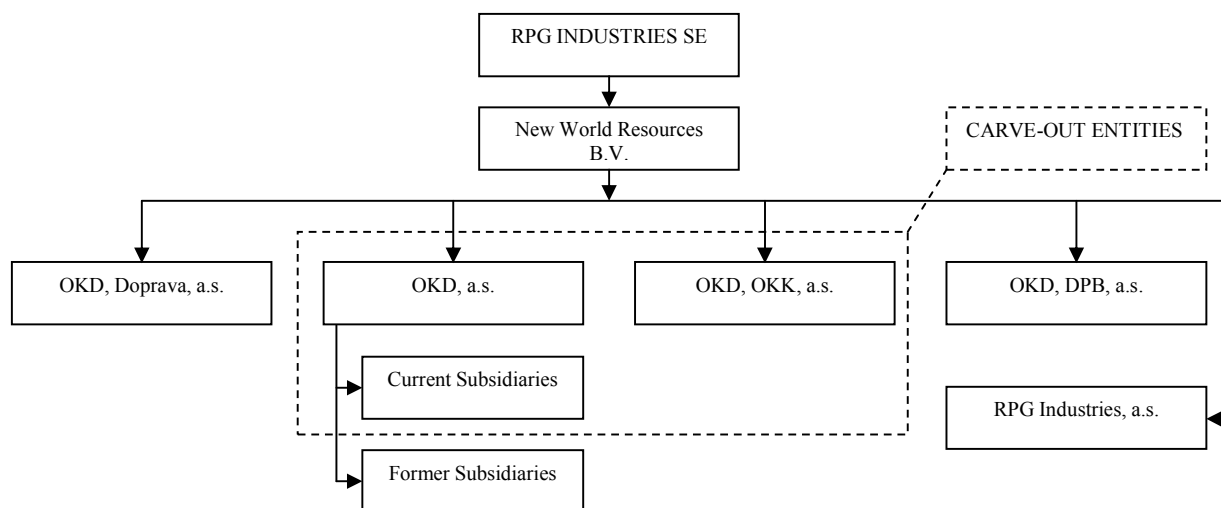 RPG INDUSTRIES SE
New World Resources
B.V.
CARVE-OUT ENTITIES
OKD, Doprava, a.s.
OKD, a.s.
OKD, OKK, a.s.
OKD, DPB, a.s.
Current Subsidiaries
RPG Industries, a.s.
Former Subsidiaries